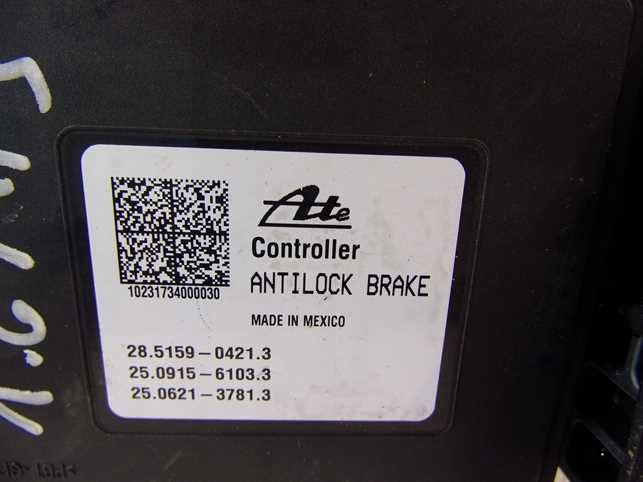 Ate
Controller
ANTILOCK BRAKE
10231734000030
MADE IN MEXICO
28.5159-0421.3
25.0915-6103.3
25.0621-3781.3